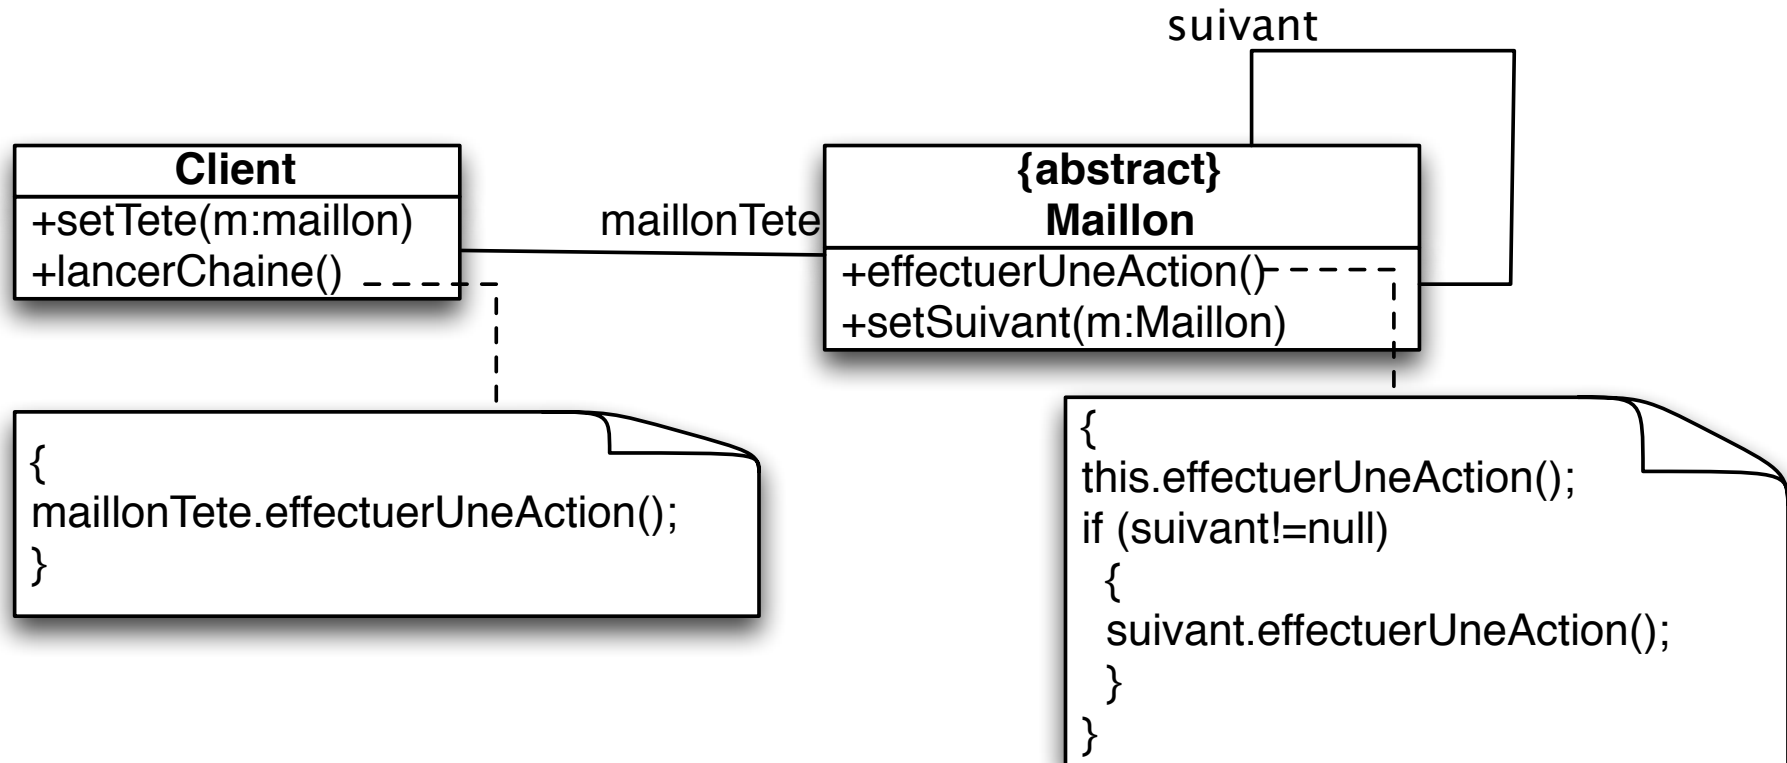 suivant
Client
+setTete(m:maillon)
+lancerChaine()
maillonTete
{abstract}
Maillon
+effectuerUneAction()
+setSuivant(m:Maillon)
{
maillonTete.effectuerUneAction();
}
{
this.effectuerUneAction();
if (suivant!=null)
{
suivant.effectuerUneAction();
}
}